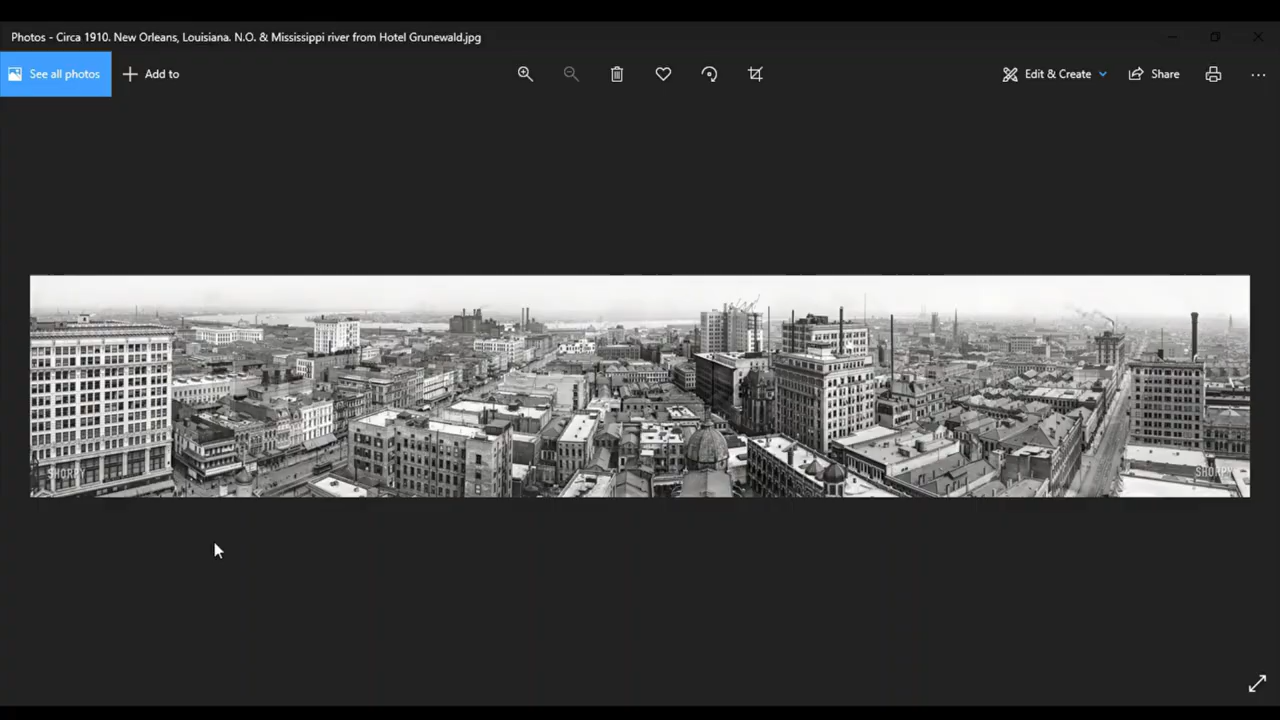 Photos - Circa 1910. New Orleans, Louisiana. N.O. & Mississippi river from Hotel Grunewald.jpg
See all photos
Add to
Edit & Create
Share
SHORPY
SHORPY